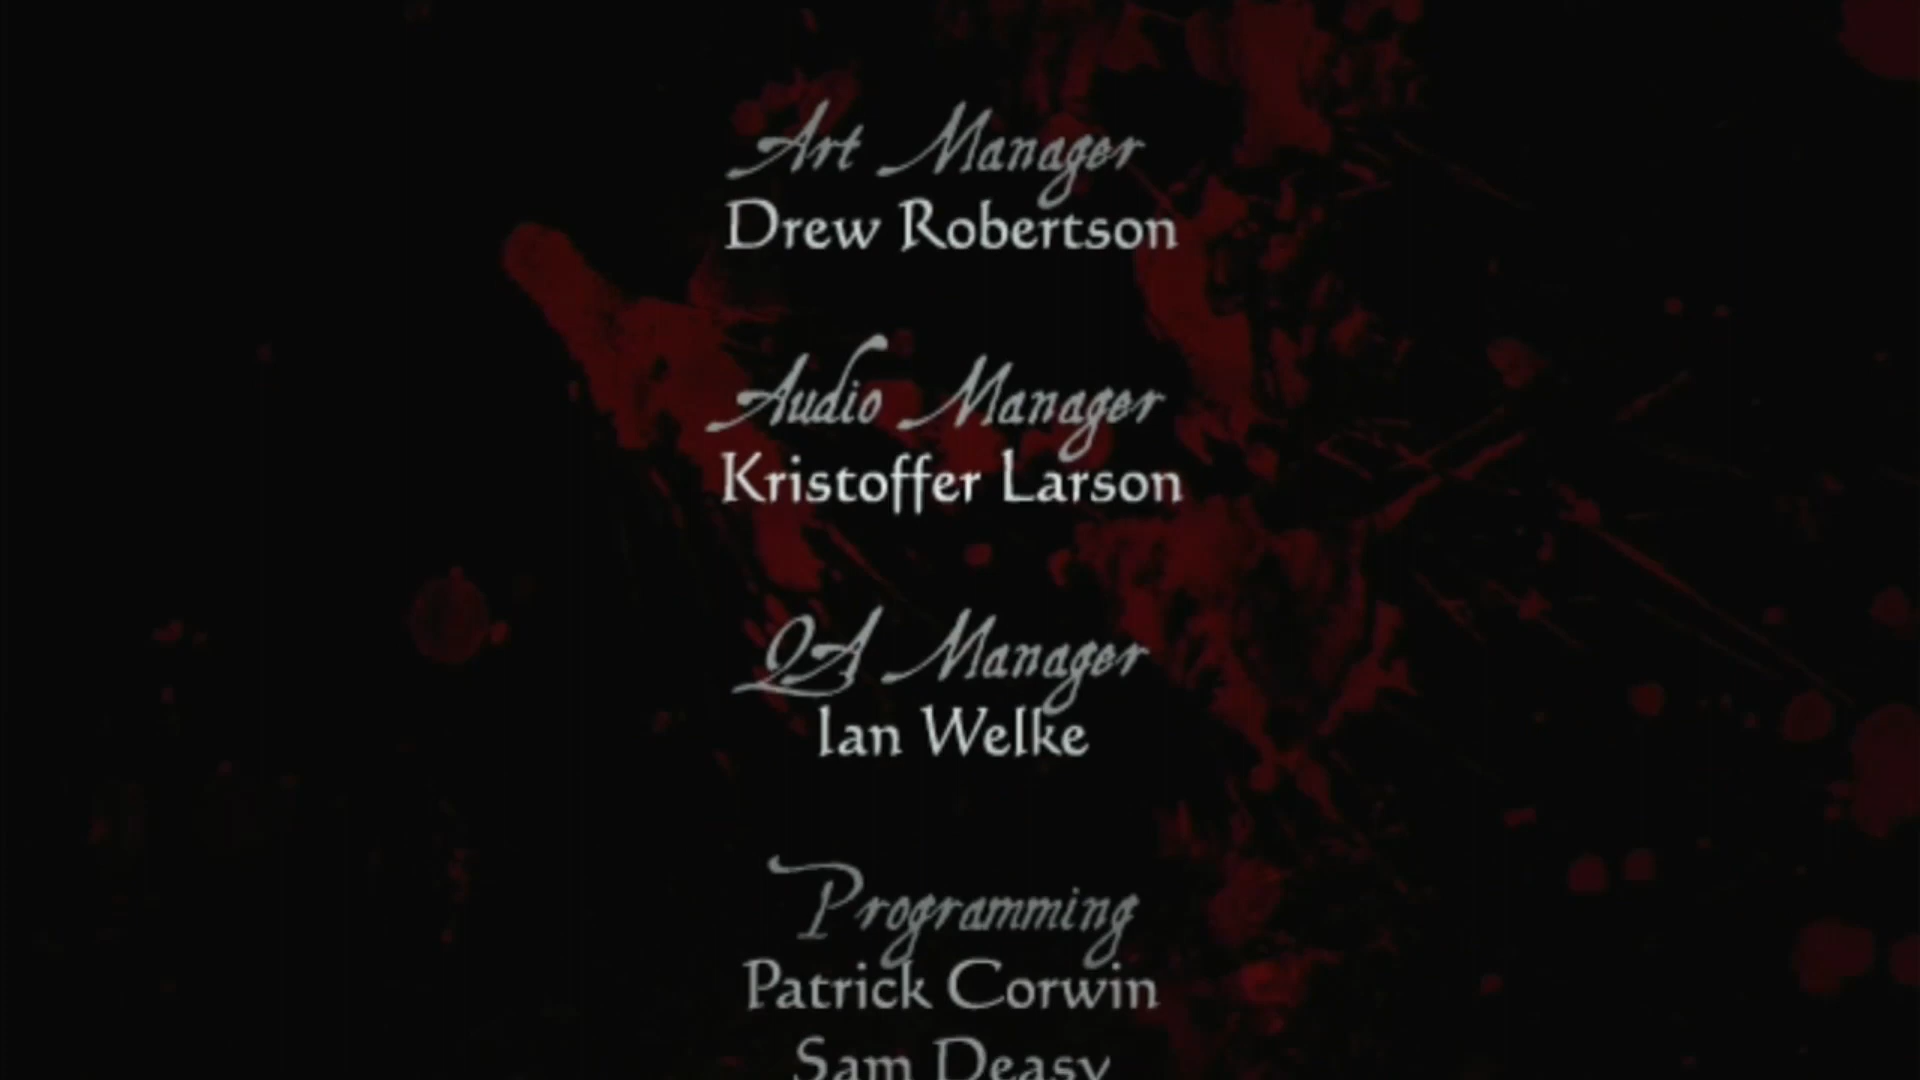 Art Manager
Drew Robertson
Audio Manager
Kristoffer Larson
QA Manager
Ian Welke
Programming
Patrick Corwin
Sam Deasy